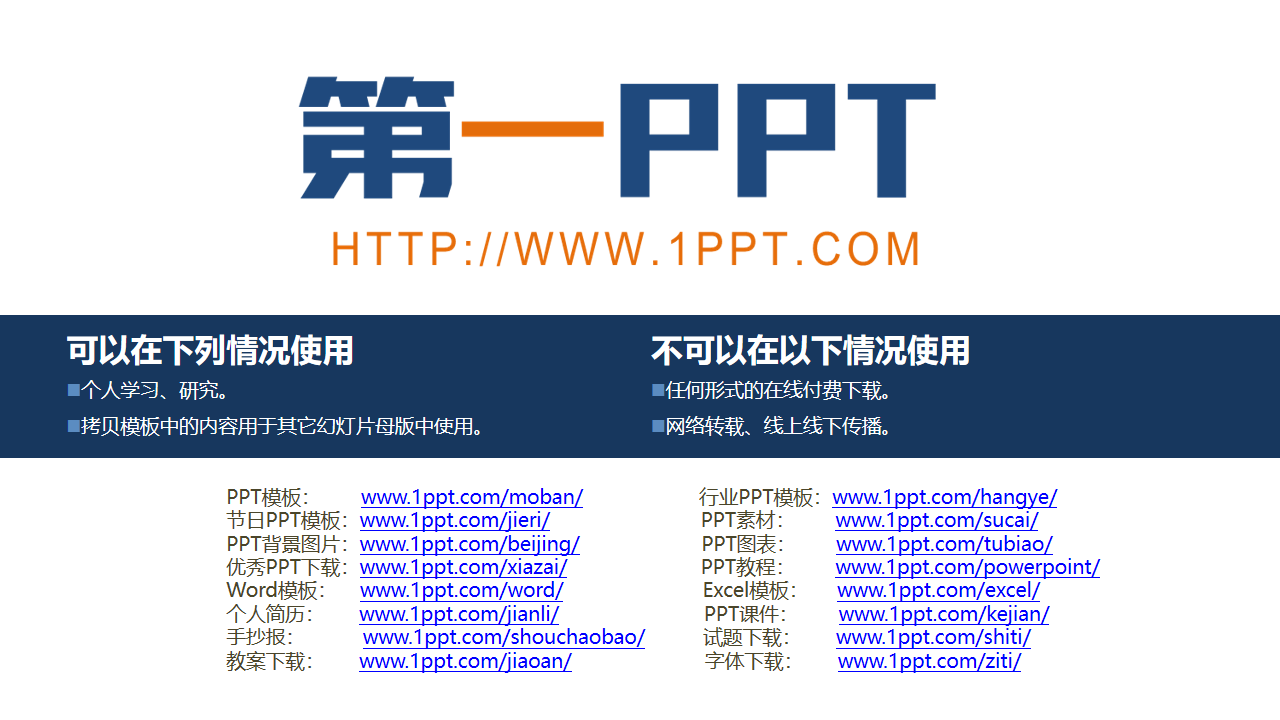 第一PPT
HTTP://WWW.1PPT.COM
可以在下列情况使用
■个人学习、研究。
■拷贝模板中的内容用于其它幻灯片母版中使用。
不可以在以下情况使用
■任何形式的在线付费下载。
■网络转载、线上线下传播。
PPT模板： www.1ppt.com/moban/
行业PPT模板：www.1ppt.com/hangye/
节日PPT模板：www.1ppt.com/jieri/
PPT素材： www.1ppt.com/sucai/
PPT背景图片：www.1ppt.com/beijing/
PPT图表： www.1ppt.com/tubiao/
优秀PPT下载：www.1ppt.com/xiazai/
PPT教程： www.1ppt.com/powerpoint/
Word模板： www.1ppt.com/word/
Excel模板： www.1ppt.com/excel/
个人简历： www.1ppt.com/jianli/
PPT课件： www.1ppt.com/kejian/
手抄报： www.1ppt.com/shouchaobao/
试题下载： www.1ppt.com/shiti/
教案下载： www.1ppt.com/jiaoan/
字体下载： www.1ppt.com/ziti/